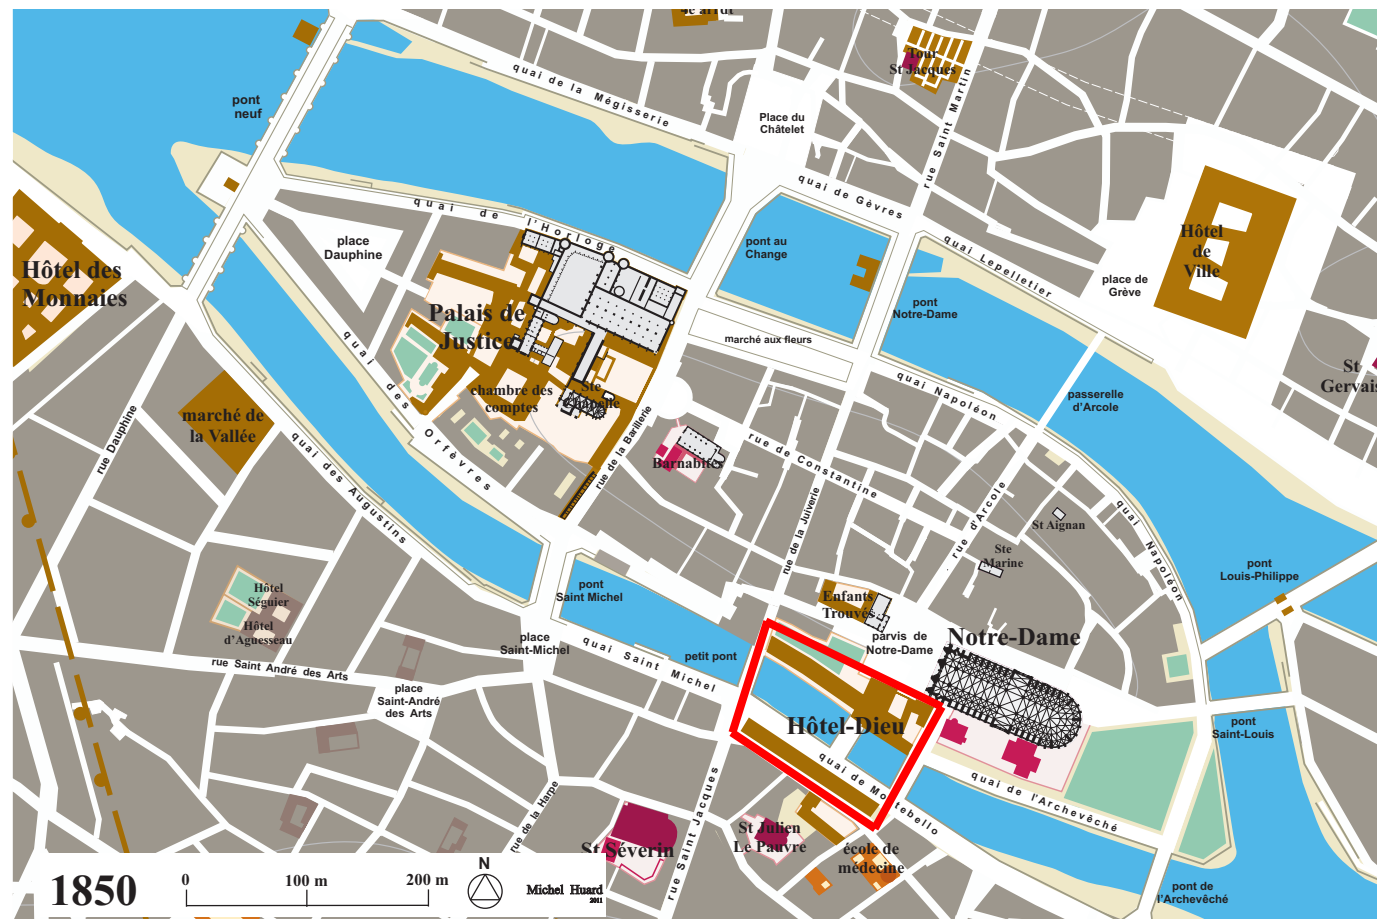 4e arrdt
Tour
St Jacques
quai de la Mégisserie
pont
neuf
Place du
Châtelet
rue Saint Martin
quai de Gèvres
quai Lepelletier
Hôtel
de
Ville
place de
Grève
quai de l'Horloge
place
Dauphine
pont au
Change
pont
Notre-Dame
Hôtel des
Monnaies
Palais de
Justice
marché aux fleurs
St
Gervais
quai des Orfèvres
chambre des
comptes
Ste
Chapelle
quai Napoléon
passerelle
d'Arcole
marché de
la Vallée
rue Dauphine
quai des Augustins
rue de la Barillerie
Barnabites
rue de Constantine
rue de la Juiverie
rue d'Arcole
St Aignan
quai Napoléon
Ste
Marine
pont
Louis-Philippe
Hôtel
Séguier
Hôtel
d'Aguesseau
pont
Saint Michel
Enfants
Trouvés
parvis de
Notre-Dame
Notre-Dame
place
Saint-Michel
quai Saint Michel
petit pont
rue Saint André des Arts
place
Saint-André
des Arts
Hôtel-Dieu
pont
Saint-Louis
quai de Montebello
quai de l'Archevêché
rue de la Harpe
rue Saint Jacques
St Séverin
St Julien
Le Pauvre
école de
médecine
pont de
l'Archevêché
1850
0
100 m
200 m
N
Michel Huard
2011